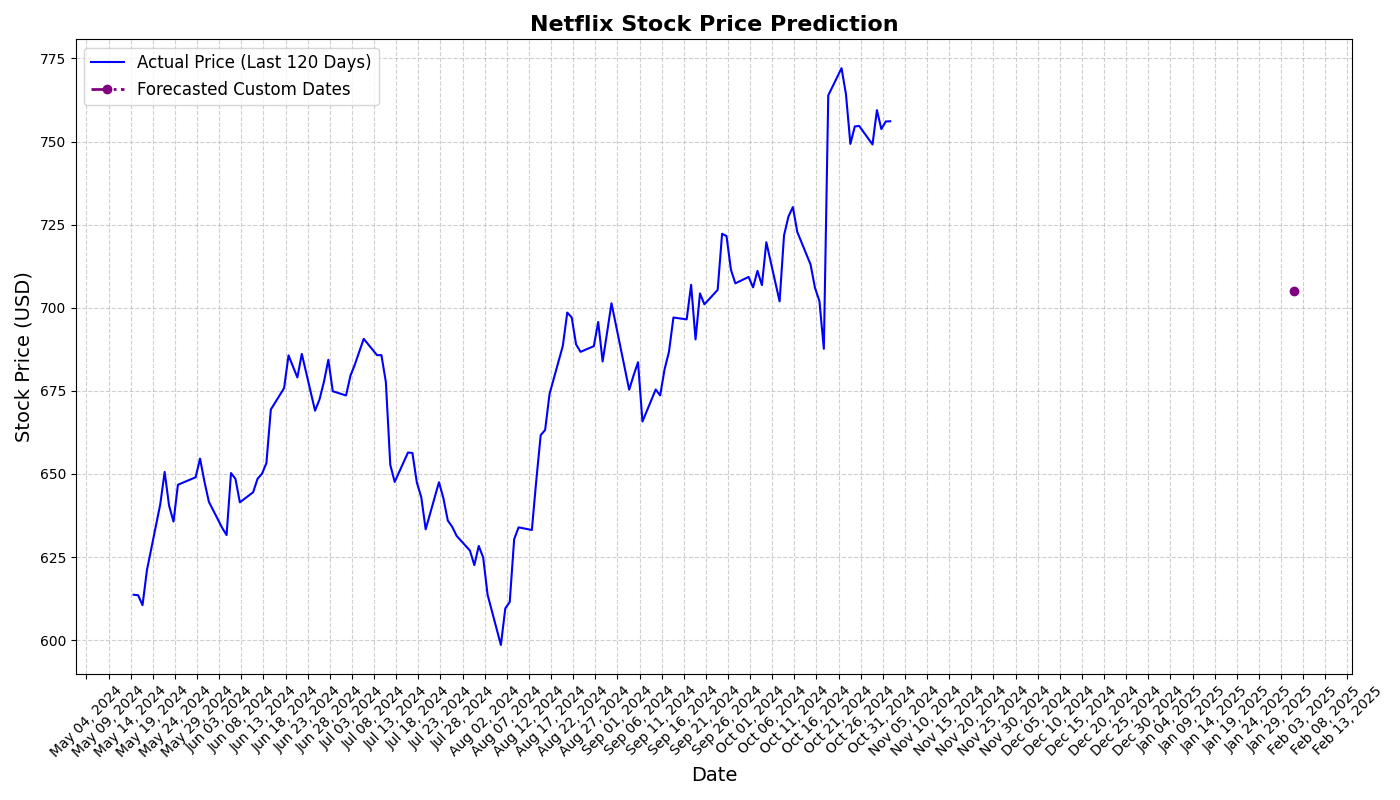 Netflix Stock Price Prediction
Actual Price (Last 120 Days)
Forecasted Custom Dates
Stock Price (USD)
775
750
725
700
675
650
625
600
May 04, 2024
May 09, 2024
May 14, 2024
May 19, 2024
May 24, 2024
May 29, 2024
Jun 03, 2024
Jun 08, 2024
Jun 13, 2024
Jun 18, 2024
Jun 23, 2024
Jun 28, 2024
Jul 03, 2024
Jul 08, 2024
Jul 13, 2024
Jul 18, 2024
Jul 23, 2024
Jul 28, 2024
Aug 02, 2024
Aug 07, 2024
Aug 12, 2024
Aug 17, 2024
Aug 22, 2024
Aug 27, 2024
Sep 01, 2024
Sep 06, 2024
Sep 11, 2024
Sep 16, 2024
Sep 21, 2024
Sep 26, 2024
Oct 01, 2024
Oct 06, 2024
Oct 11, 2024
Oct 16, 2024
Oct 21, 2024
Oct 26, 2024
Oct 31, 2024
Nov 05, 2024
Nov 10, 2024
Nov 15, 2024
Nov 20, 2024
Nov 25, 2024
Nov 30, 2024
Dec 05, 2024
Dec 10, 2024
Dec 15, 2024
Dec 20, 2024
Dec 25, 2024
Dec 30, 2024
Jan 04, 2025
Jan 09, 2025
Jan 14, 2025
Jan 19, 2025
Jan 24, 2025
Jan 29, 2025
Feb 03, 2025
Feb 08, 2025
Feb 13, 2025
Date